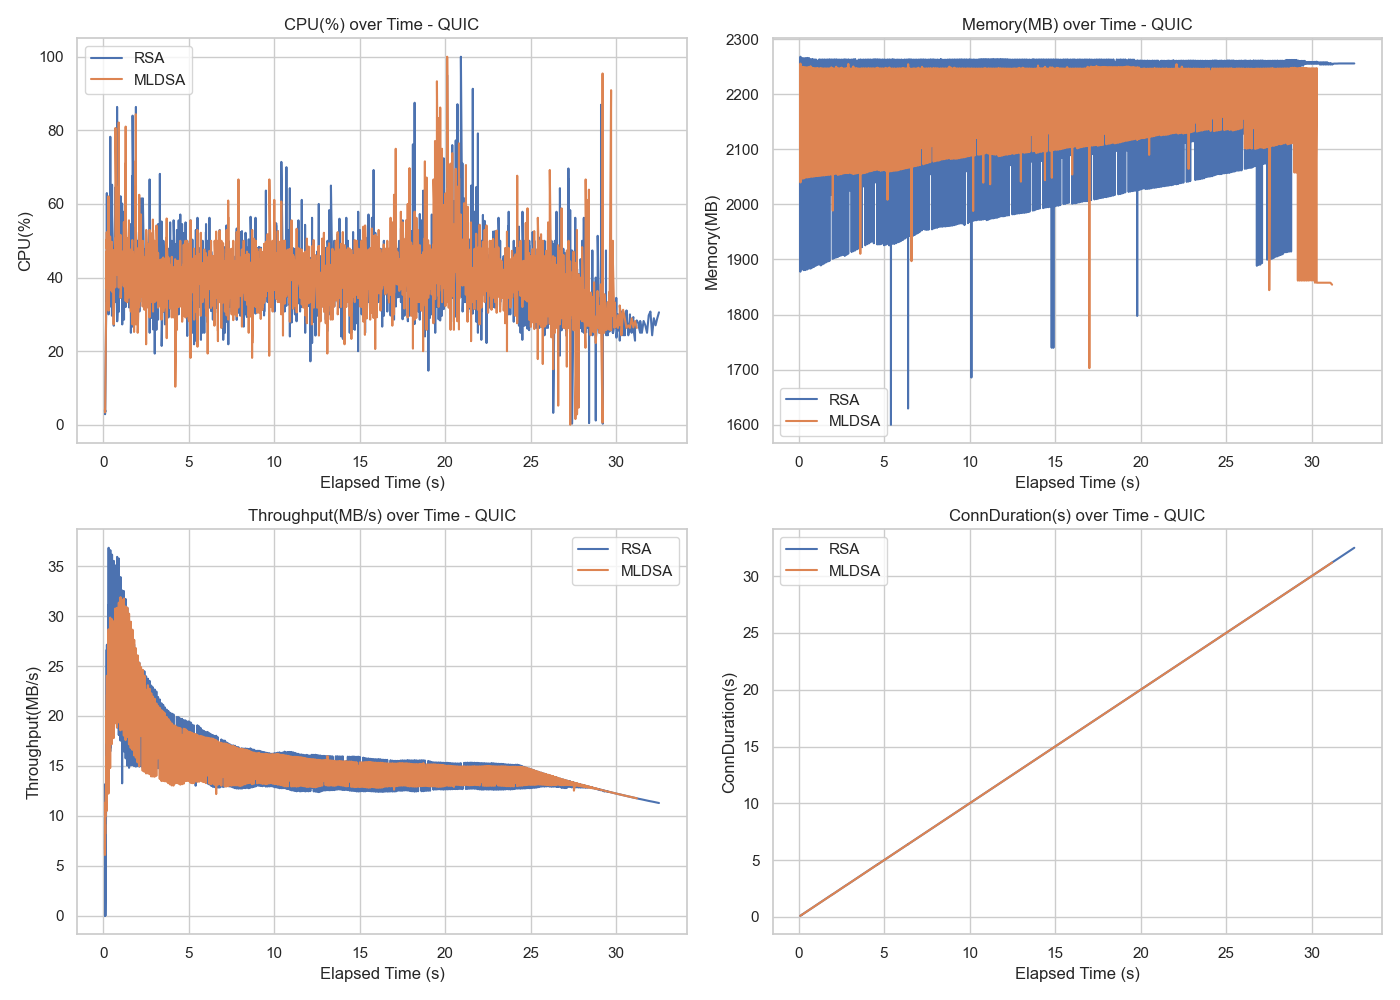 CPU(%) over Time - QUIC
RSA
MLDSA
100
80
60
40
20
0
CPU(%)
0 5 10 15 20 25 30
Elapsed Time (s)
Memory(MB) over Time - QUIC
2300
2200
2100
2000
1900
1800
1700
1600
Memory(MB)
RSA
MLDSA
0 5 10 15 20 25 30
Elapsed Time (s)
Throughput(MB/s) over Time - QUIC
RSA
MLDSA
35
30
25
20
15
10
5
0
Throughput(MB/s)
0 5 10 15 20 25 30
Elapsed Time (s)
ConnDuration(s) over Time - QUIC
RSA
MLDSA
30
25
20
15
10
5
0
ConnDuration(s)
0 5 10 15 20 25 30
Elapsed Time (s)